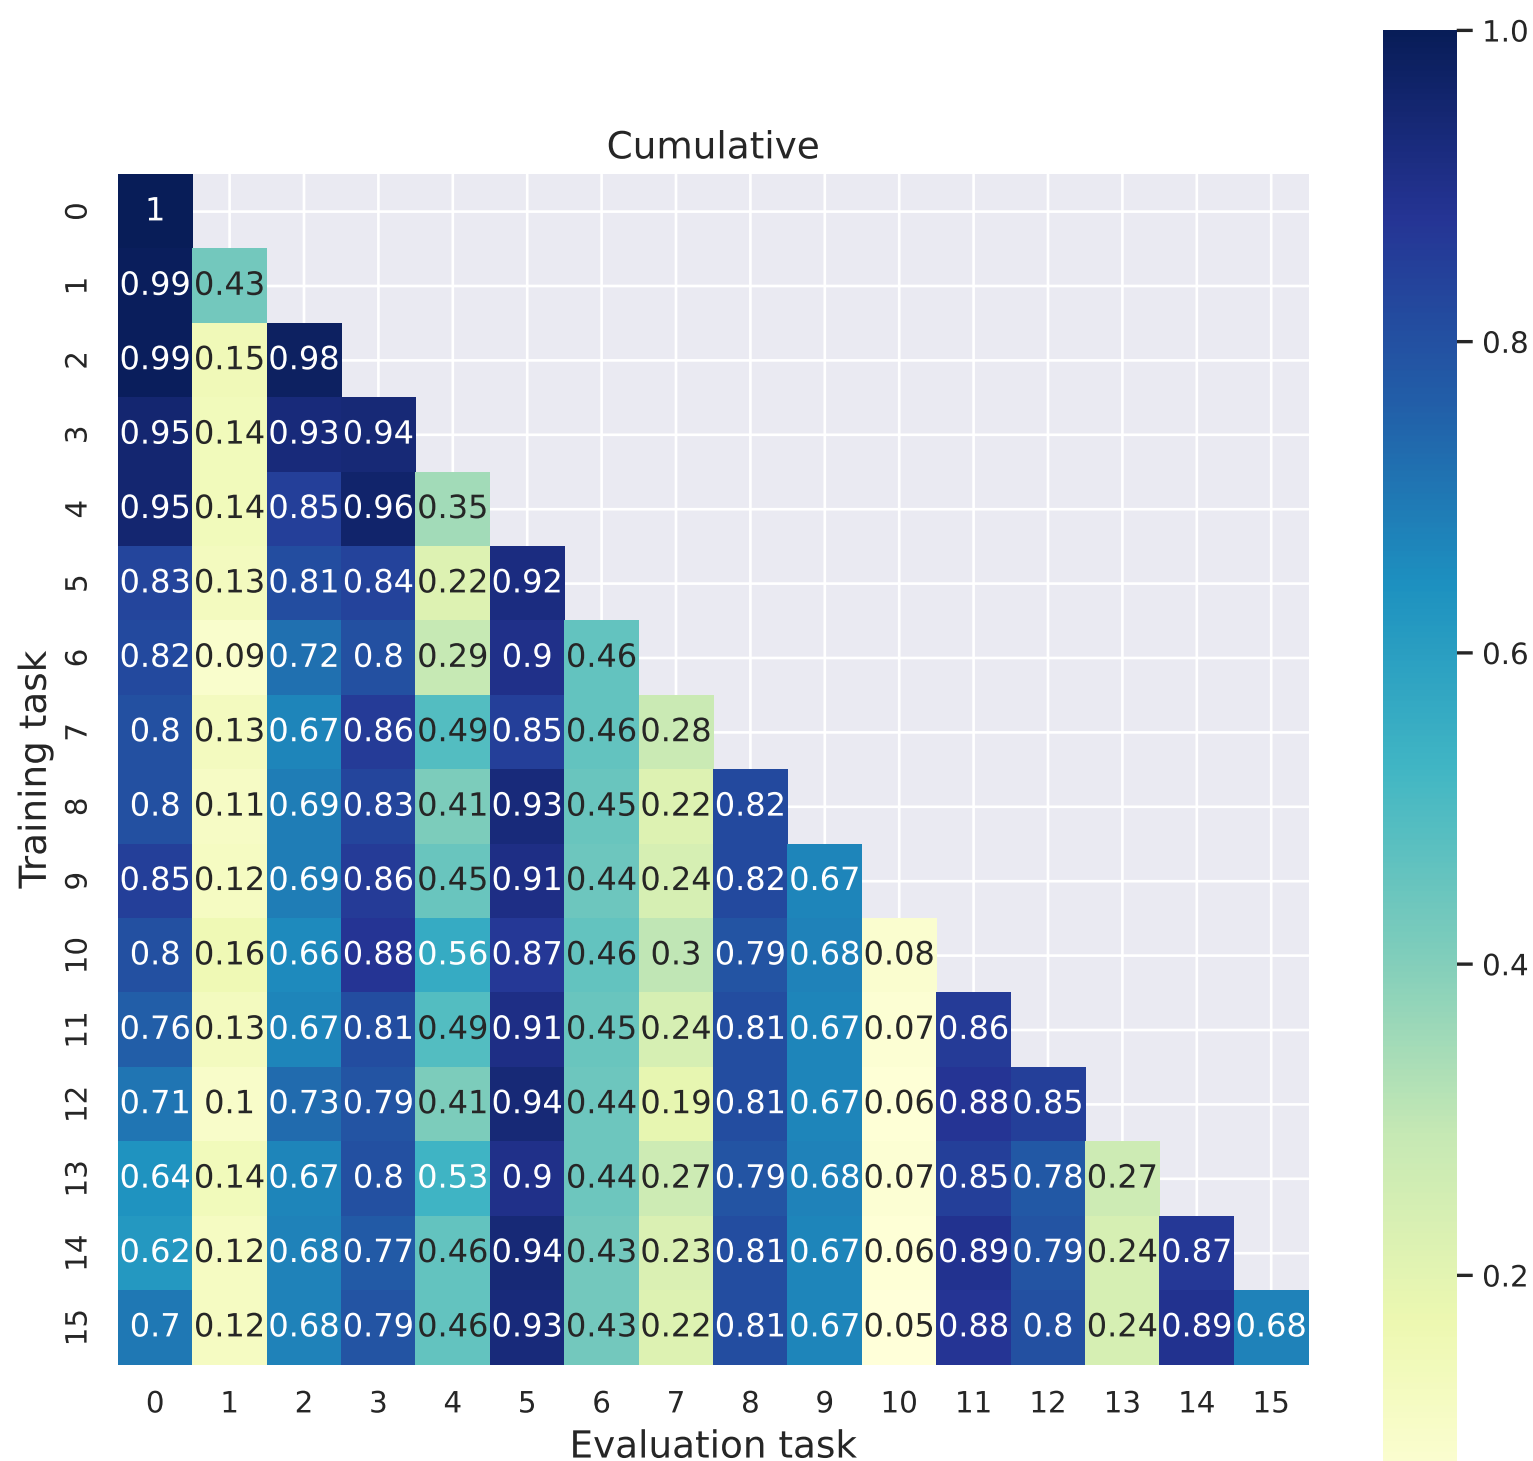 Cumulative
0 1
1 0.99 0.43
2 0.99 0.15 0.98
3 0.95 0.14 0.93 0.94
4 0.95 0.14 0.85 0.96 0.35
5 0.83 0.13 0.81 0.84 0.22 0.92
6 0.82 0.09 0.72 0.8 0.29 0.9 0.46
7 0.8 0.13 0.67 0.86 0.49 0.85 0.46 0.28
8 0.8 0.11 0.69 0.83 0.41 0.93 0.45 0.22 0.82
9 0.85 0.12 0.69 0.86 0.45 0.91 0.44 0.24 0.82 0.67
10 0.8 0.16 0.66 0.88 0.56 0.87 0.46 0.3 0.79 0.68 0.08
11 0.76 0.13 0.67 0.81 0.49 0.91 0.45 0.24 0.81 0.67 0.07 0.86
12 0.71 0.1 0.73 0.79 0.41 0.94 0.44 0.19 0.81 0.67 0.06 0.88 0.85
13 0.64 0.14 0.67 0.8 0.53 0.9 0.44 0.27 0.79 0.68 0.07 0.85 0.78 0.27
14 0.62 0.12 0.68 0.77 0.46 0.94 0.43 0.23 0.81 0.67 0.06 0.89 0.79 0.24 0.87
15 0.7 0.12 0.68 0.79 0.46 0.93 0.43 0.22 0.81 0.67 0.05 0.88 0.8 0.24 0.89 0.68
0 1 2 3 4 5 6 7 8 9 10 11 12 13 14 15
Evaluation task
Training task
1.0
0.8
0.6
0.4
0.2